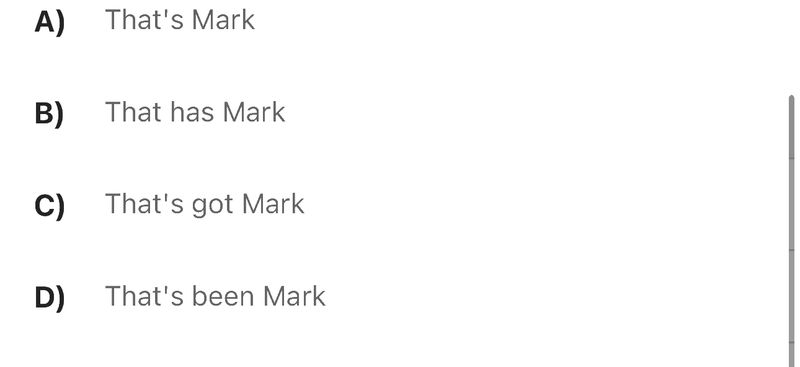 A) That's Mark
B) That has Mark
C) That's got Mark
D) That's been Mark